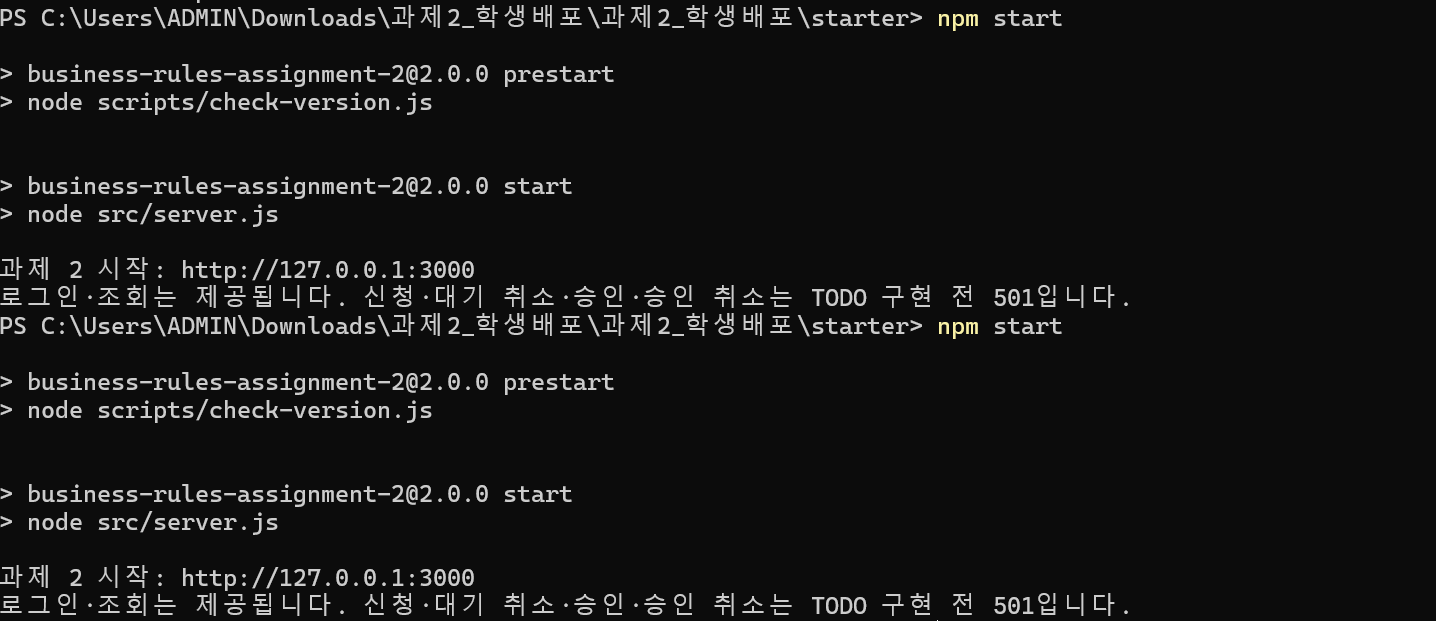 PS C:\Users\ADMIN\Downloads\과제2_학생배포\과제2_학생배포\starter> npm start
> business-rules-assignment-2@2.0.0 prestart
> node scripts/check-version.js
> business-rules-assignment-2@2.0.0 start
> node src/server.js
과제 2 시작: http://127.0.0.1:3000
로그인·조회는 제공됩니다. 신청·대기 취소·승인·승인 취소는 TODO 구현 전 501입니다.
PS C:\Users\ADMIN\Downloads\과제2_학생배포\과제2_학생배포\starter> npm start
> business-rules-assignment-2@2.0.0 prestart
> node scripts/check-version.js
> business-rules-assignment-2@2.0.0 start
> node src/server.js
과제 2 시작: http://127.0.0.1:3000
로그인·조회는 제공됩니다. 신청·대기 취소·승인·승인 취소는 TODO 구현 전 501입니다.